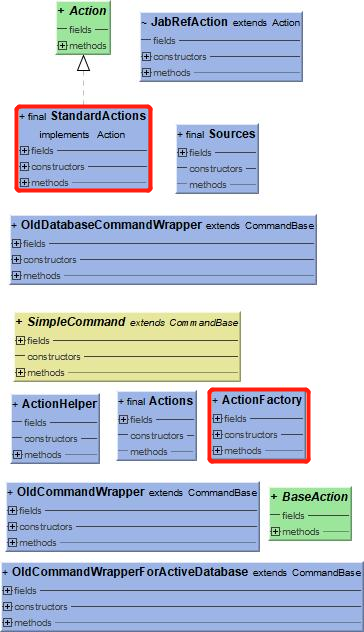 + Action
fields
methods
~ JabRefAction extends Action
fields
constructors
methods
+ final StandardActions
implements Action
fields
constructors
methods
+ final Sources
fields
constructors
methods
+ OldDatabaseCommandWrapper extends CommandBase
fields
constructors
methods
+ SimpleCommand extends CommandBase
fields
constructors
methods
+ ActionHelper
fields
constructors
methods
+ final Actions
fields
constructors
methods
+ ActionFactory
fields
constructors
methods
+ OldCommandWrapper extends CommandBase
fields
constructors
methods
+ BaseAction
fields
methods
+ OldCommandWrapperForActiveDatabase extends CommandBase
fields
constructors
methods